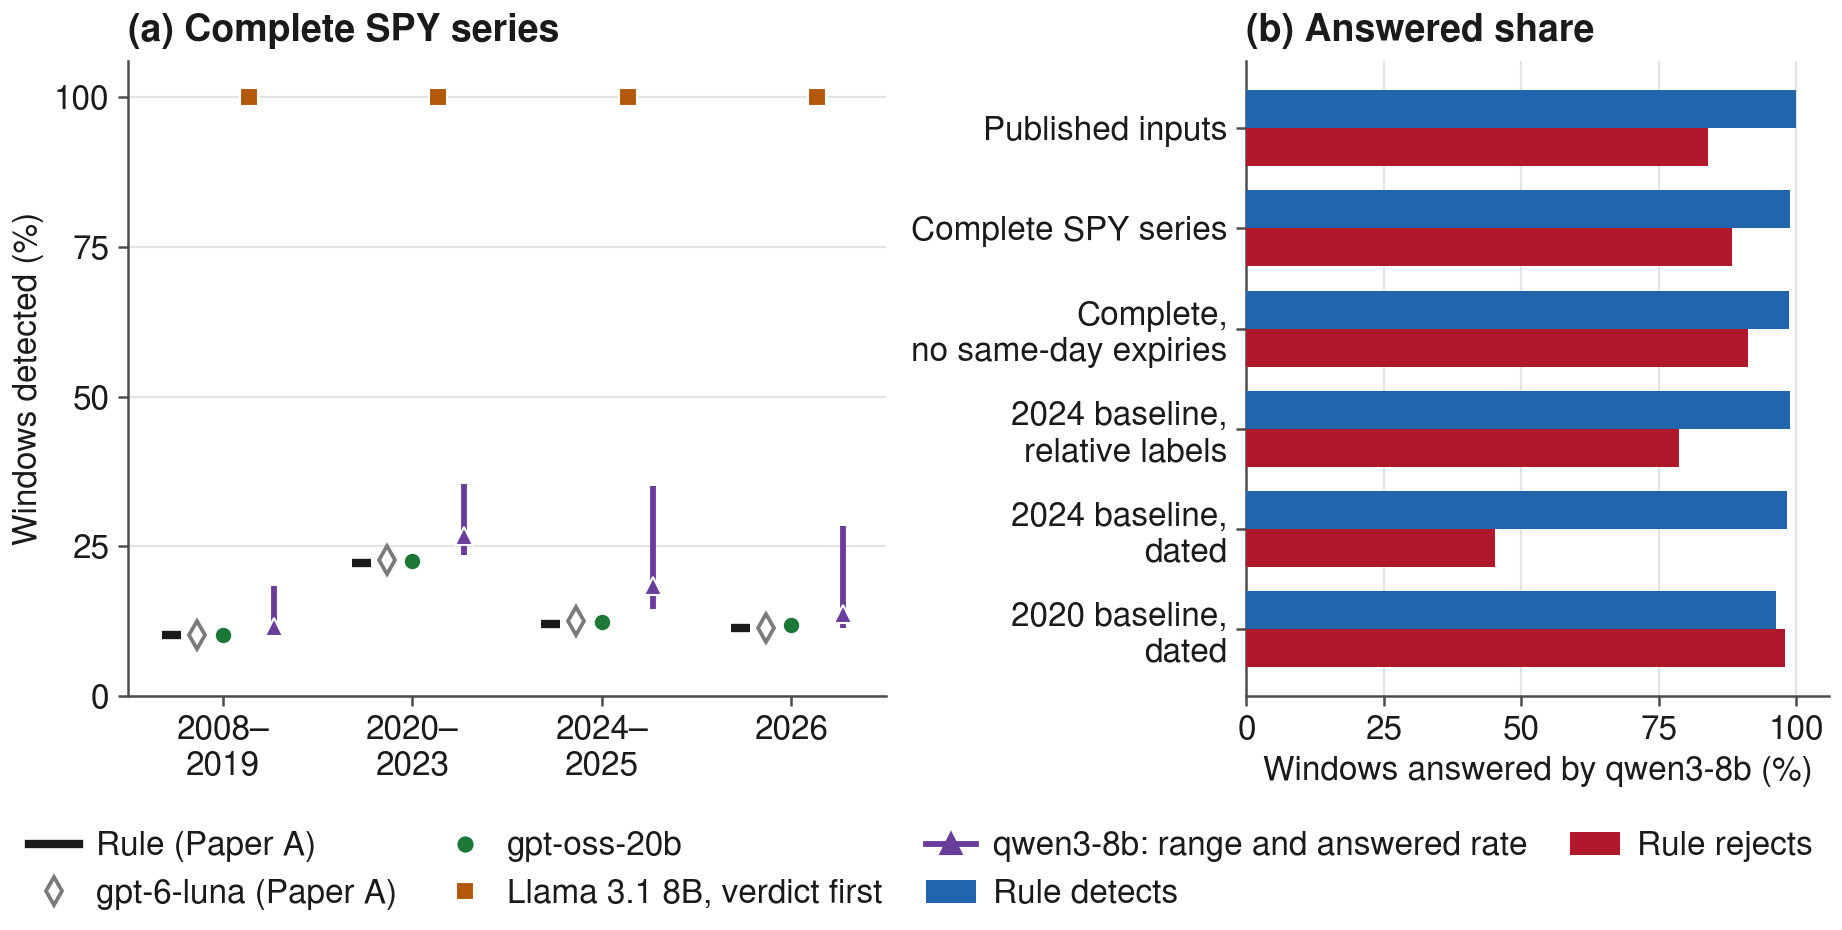 (a) Complete SPY series
Windows detected (%)
100
75
50
25
0
2008–
2019
2020–
2023
2024–
2025
2026
(b) Answered share
Published inputs
Complete SPY series
Complete,
no same-day expiries
2024 baseline,
relative labels
2024 baseline,
dated
2020 baseline,
dated
0 25 50 75 100
Windows answered by qwen3-8b (%)
Rule (Paper A)
gpt-6-luna (Paper A)
gpt-oss-20b
Llama 3.1 8B, verdict first
qwen3-8b: range and answered rate
Rule detects
Rule rejects